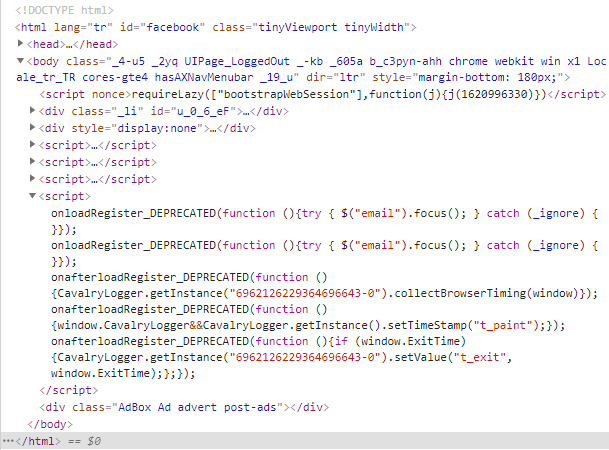 <!DOCTYPE html>
<html lang="tr" id="facebook" class="tinyViewport tinyWidth">
<head>…</head>
<body class="_4-u5 _2yq UIPage_LoggedOut _-kb _605a b_c3pyn-ahh chrome webkit win x1 Loc
ale_tr_TR cores-gte4 hasAXNavMenubar _19_u" dir="ltr" style="margin-bottom: 180px;">
<script nonce>requireLazy(["bootstrapWebSession"],function(j){j(1620996330)})</script>
<div class="_li" id="u_0_6_eF">…</div>
<div style="display:none">…</div>
<script>…</script>
<script>…</script>
<script>…</script>
<script>
onloadRegister_DEPRECATED(function (){try { $("email").focus(); } catch (_ignore) {
}});
onloadRegister_DEPRECATED(function (){try { $("email").focus(); } catch (_ignore) {
}});
onafterloadRegister_DEPRECATED(function ()
{CavalryLogger.getInstance("6962126229364696643-0").collectBrowserTiming(window)});
onafterloadRegister_DEPRECATED(function ()
{window.CavalryLogger&&CavalryLogger.getInstance().setTimeStamp("t_paint");});
onafterloadRegister_DEPRECATED(function (){if (window.ExitTime)
{CavalryLogger.getInstance("6962126229364696643-0").setValue("t_exit",
window.ExitTime);};});
</script>
<div class="AdBox Ad advert post-ads"></div>
</body>
…</html> == $0